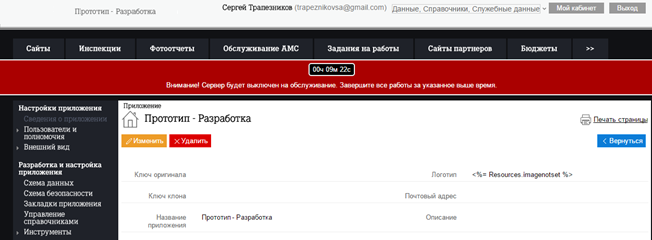 Прототип - Разработка
Сергей Трапезников (trapeznikovsa@gmail.com)
Данные, Справочники, Служебные данные
Мой кабинет
Выход
Сайты
Инспекции
Фотоотчеты
Обслуживание АМС
Задания на работы
Сайты партнеров
Бюджеты
>>
00ч 09м 22с
Внимание! Сервер будет выключен на обслуживание. Завершите все работы за указанное выше время.
Настройки приложения
Сведения о приложении
Пользователи и
полномочия
Внешний вид
Разработка и настройка
приложения
Схема данных
Схема безопасности
Закладки приложения
Управление
справочниками
Инструменты
Приложение
Прототип - Разработка
Печать страницы
Изменить
Удалить
Вернуться
Ключ оригинала
Логотип
<%= Resources.imagenotset %>
Ключ клона
Почтовый адрес
Название
приложения
Прототип - Разработка
Описание